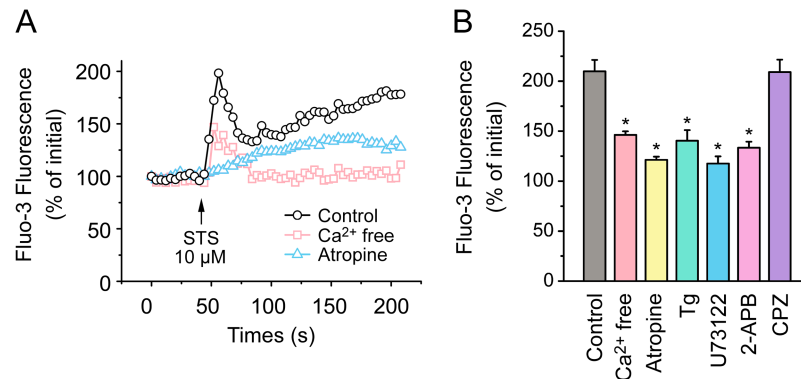 A
Fluo-3 Fluorescence
(% of initial)
200
150
100
50
0
STS
10 µM
Control
Ca²⁺ free
Atropine
0
50
100
150
200
Times (s)
B
Fluo-3 Fluorescence
(% of initial)
250
200
150
100
50
0
*
*
*
*
*
Control
Ca²⁺ free
Atropine
Tg
U73122
2-APB
CPZ